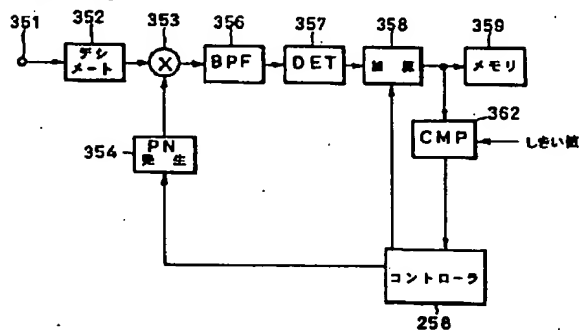 351
352
353
356
357
358
359
デシ
メート
X
BPF
DET
加算
メモリ
362
354
PN
発生
CMP
しきい値
コントローラ
258